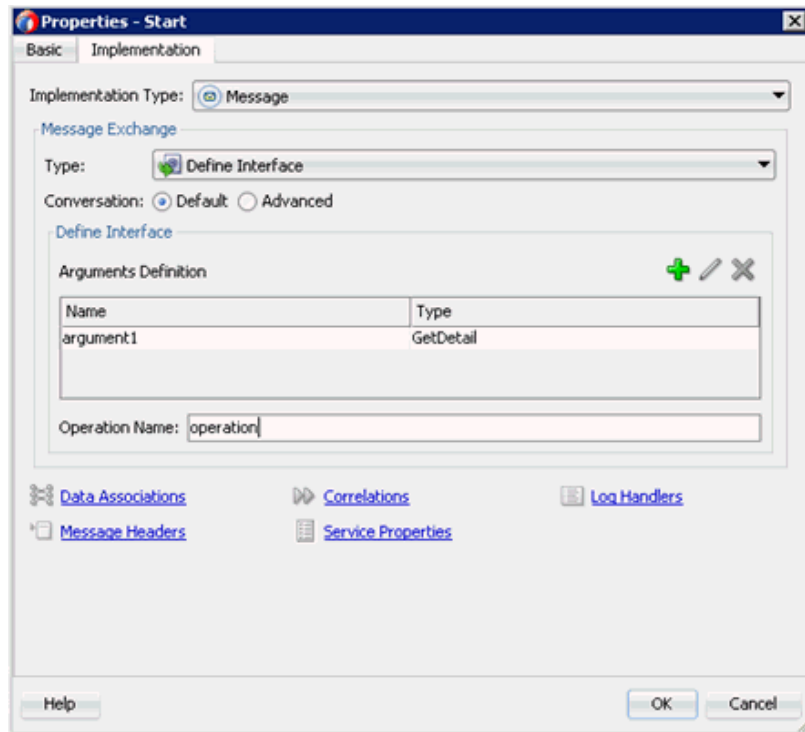 Properties - Start
Basic Implementation
Implementation Type: Message
Message Exchange
Type: Define Interface
Conversation: Default Advanced
Define Interface
Arguments Definition
Name Type
argument1 GetDetail
Operation Name: operation
Data Associations Correlations Log Handlers
Message Headers Service Properties
Help OK Cancel